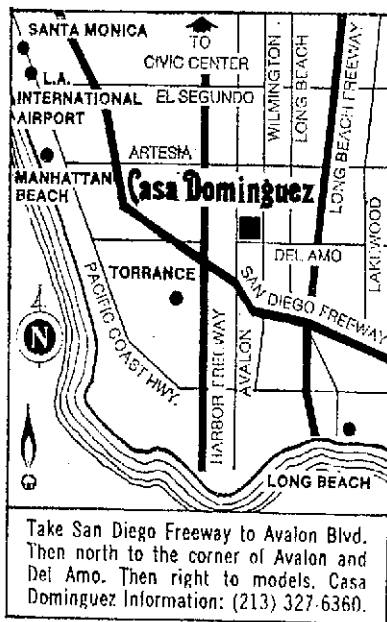 SANTA MONICA
TO
CIVIC CENTER
L.A.
INTERNATIONAL
AIRPORT
EL SEGUNDO
WILMINGTON
LONG BEACH
LONG BEACH FREEWAY
ARTESIA
MANHATTAN
BEACH
Casa Dominguez
LAKEWOOD
DEL AMO
TORRANCE
SAN DIEGO FREEWAY
PACIFIC COAST HWY.
N
HARBOR FREEWAY
AVALON
LONG BEACH
Take San Diego Freeway to Avalon Blvd.
Then north to the corner of Avalon and
Del Amo. Then right to models. Casa
Dominguez Information: (213) 327-6360.